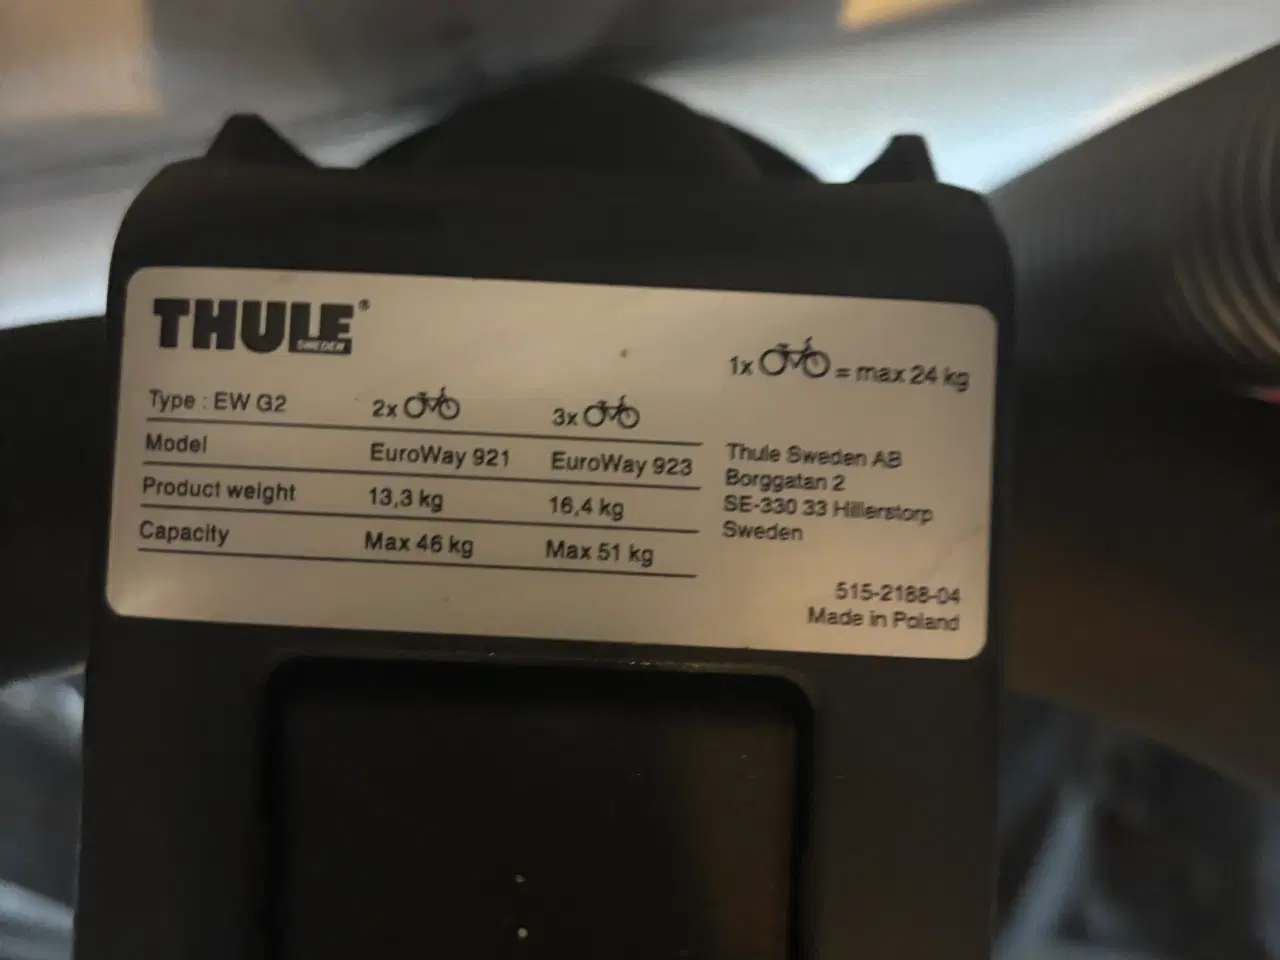 THULE®
SWEDEN
1x = max 24 kg
Type : EW G2 2x 3x
Model EuroWay 921 EuroWay 923
Product weight 13,3 kg 16,4 kg
Capacity Max 46 kg Max 51 kg
Thule Sweden AB
Borggatan 2
SE-330 33 Hillerstorp
Sweden
515-2188-04
Made in Poland